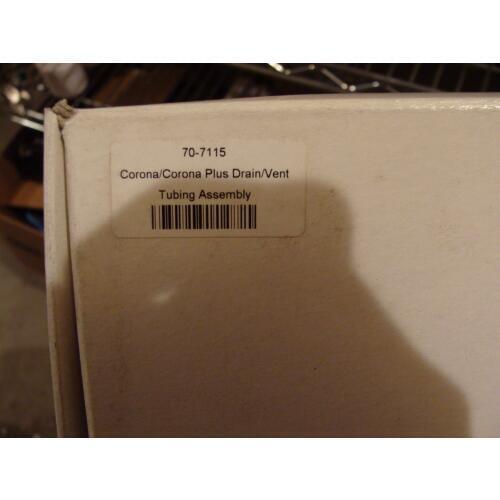 70-7115
Corona/Corona Plus Drain/Vent
Tubing Assembly